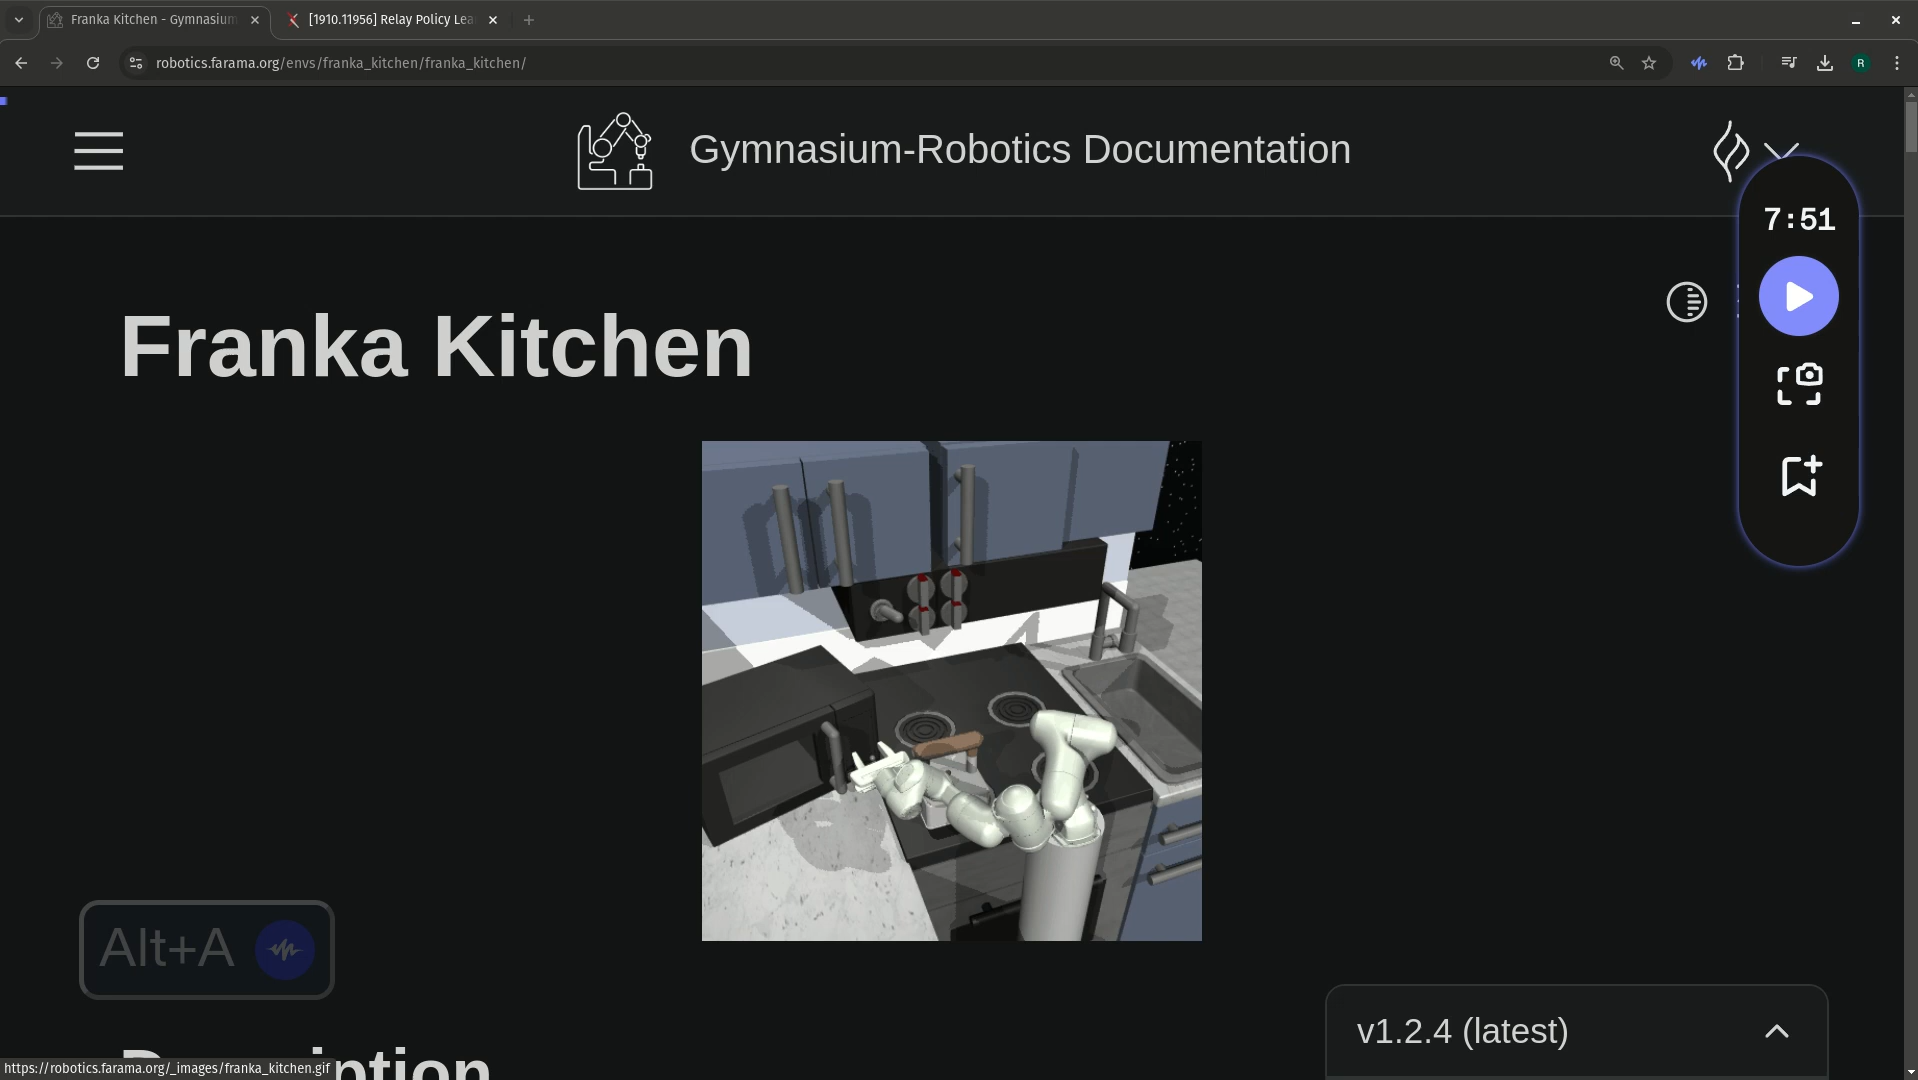 Franka Kitchen - Gymnasium
[1910.11956] Relay Policy Lea
robotics.farama.org/envs/franka_kitchen/franka_kitchen/
R
Gymnasium-Robotics Documentation
7:51
Franka Kitchen
Alt+A
v1.2.4 (latest)
https://robotics.farama.org/_images/franka_kitchen.gif